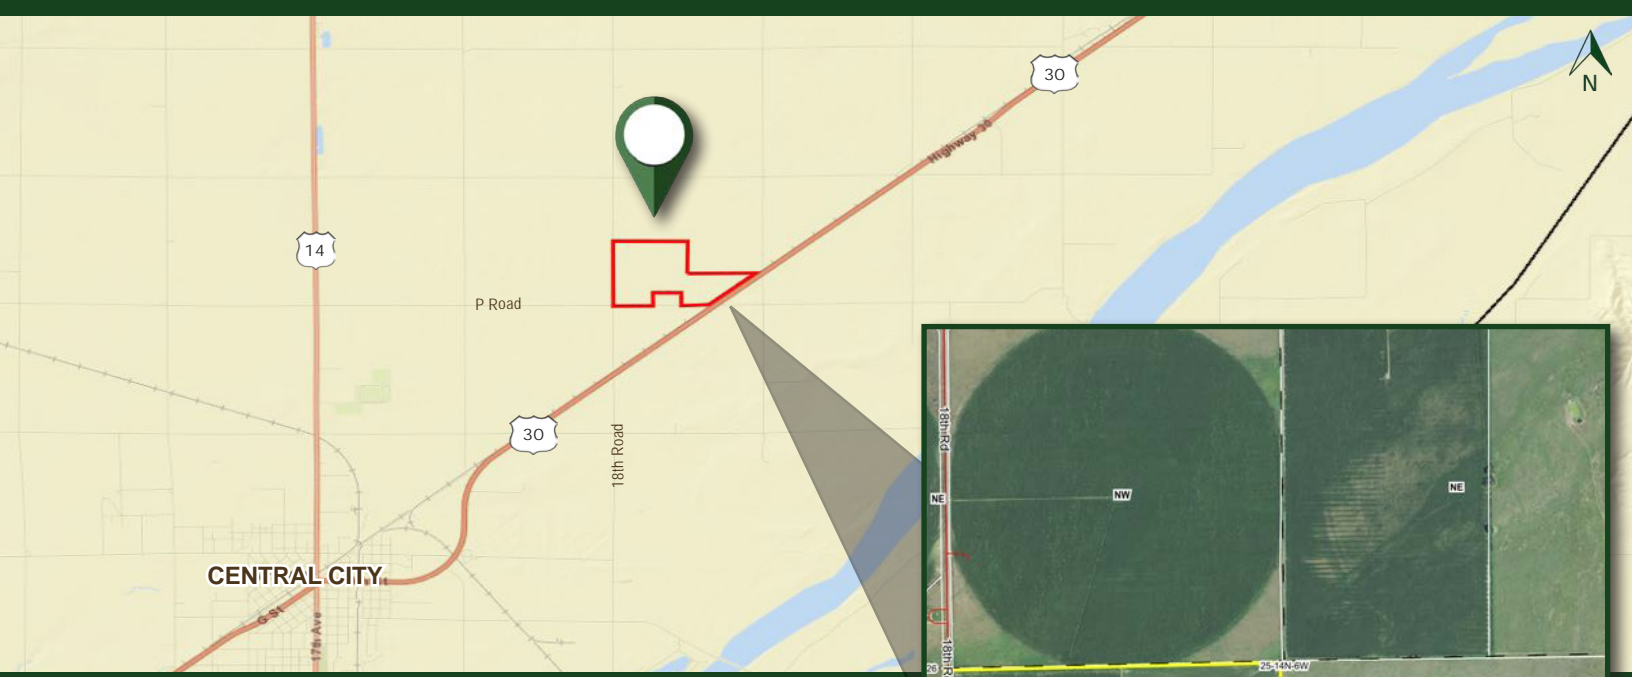 30
N
Highway 30
14
P Road
30
18th Road
CENTRAL CITY
G St
17th Ave
18th Rd
NE
NW
NE
18th R
26
25-14N-6W